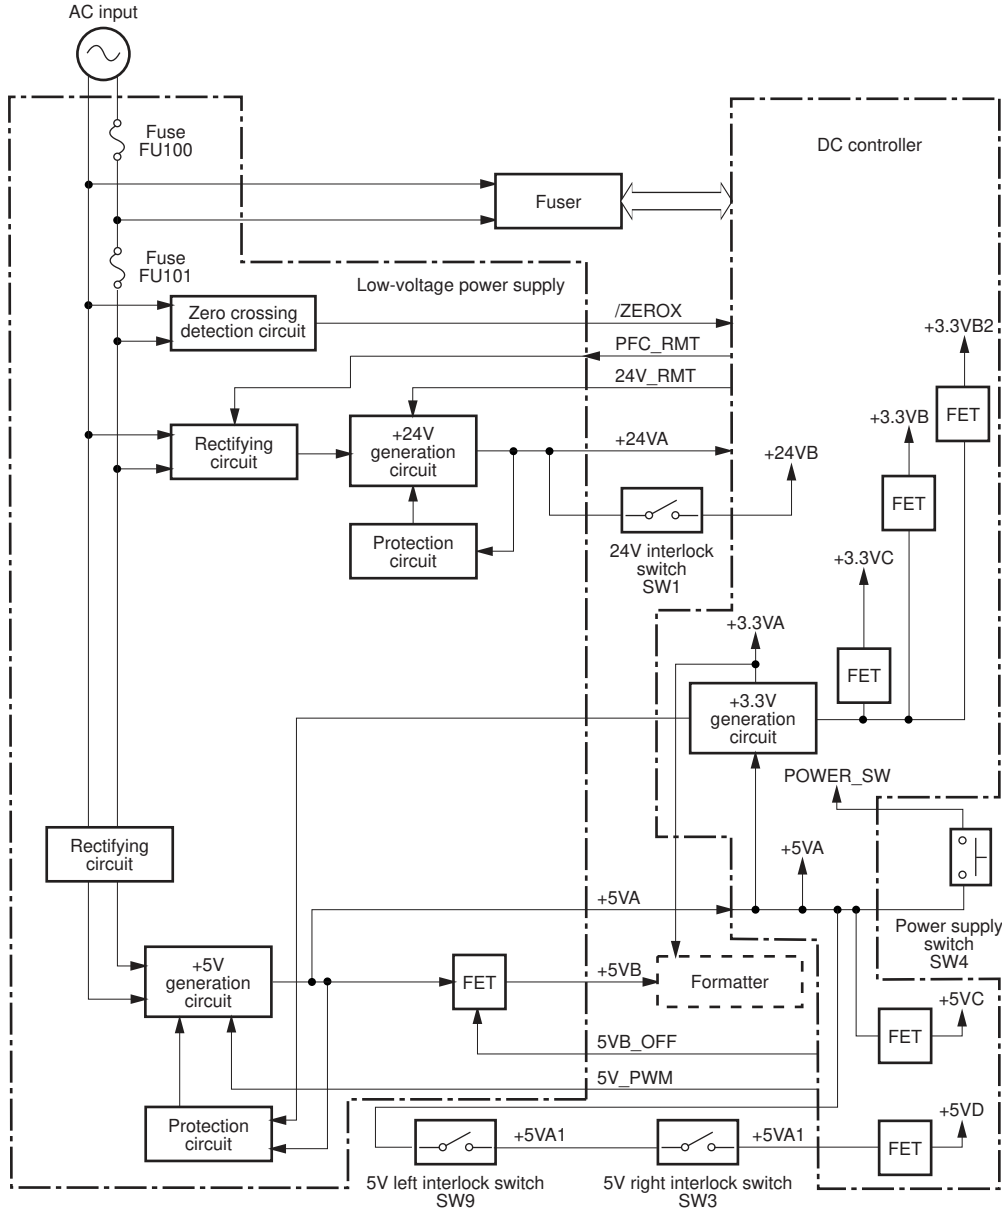 AC input
Fuse
FU100
DC controller
Fuser
Fuse
FU101
Low-voltage power supply
Zero crossing
detection circuit
/ZEROX
+3.3VB2
PFC_RMT
24V_RMT
FET
+3.3VB
Rectifying
circuit
+24V
generation
circuit
+24VA
+24VB
FET
Protection
circuit
24V interlock
switch
SW1
+3.3VC
+3.3VA
FET
+3.3V
generation
circuit
POWER_SW
Rectifying
circuit
+5VA
+5VA
Power supply
switch
SW4
+5V
generation
circuit
FET
+5VB
Formatter
+5VC
FET
5VB_OFF
5V_PWM
Protection
circuit
+5VA1
+5VA1
+5VD
FET
5V left interlock switch
SW9
5V right interlock switch
SW3